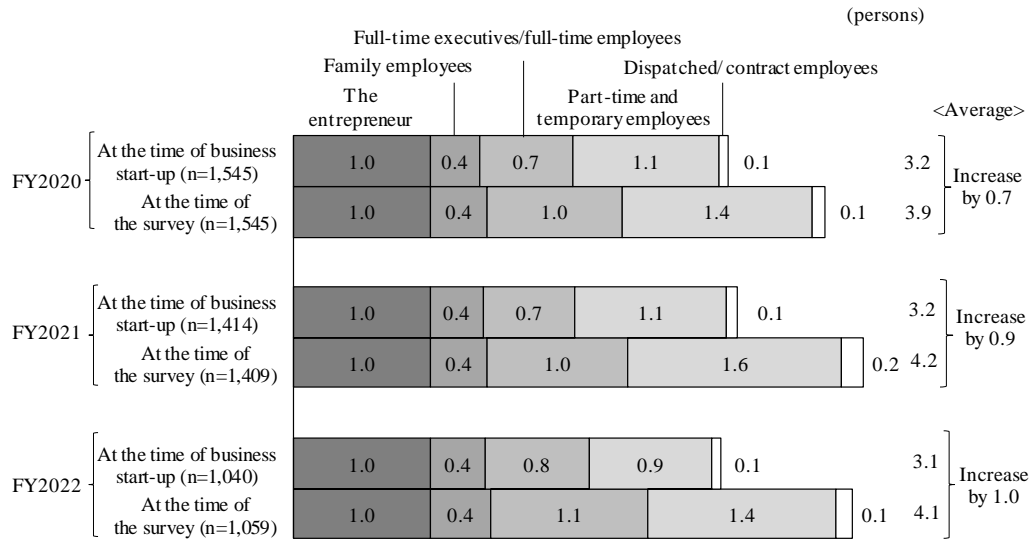 (persons)
Full-time executives/full-time employees
Family employees
Dispatched/ contract employees
The
entrepreneur
Part-time and
temporary employees
<Average>
FY2020
At the time of business
start-up (n=1,545)
1.0 0.4 0.7 1.1 0.1 3.2
At the time of
the survey (n=1,545)
1.0 0.4 1.0 1.4 0.1 3.9
Increase
by 0.7
FY2021
At the time of business
start-up (n=1,414)
1.0 0.4 0.7 1.1 0.1 3.2
At the time of
the survey (n=1,409)
1.0 0.4 1.0 1.6 0.2 4.2
Increase
by 0.9
FY2022
At the time of business
start-up (n=1,040)
1.0 0.4 0.8 0.9 0.1 3.1
At the time of
the survey (n=1,059)
1.0 0.4 1.1 1.4 0.1 4.1
Increase
by 1.0